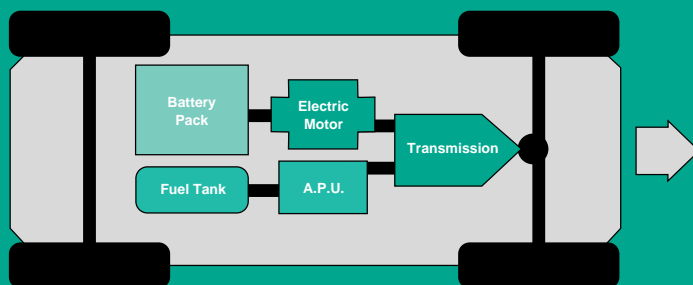 Battery
Pack
Electric
Motor
Transmission
Fuel Tank
A.P.U.